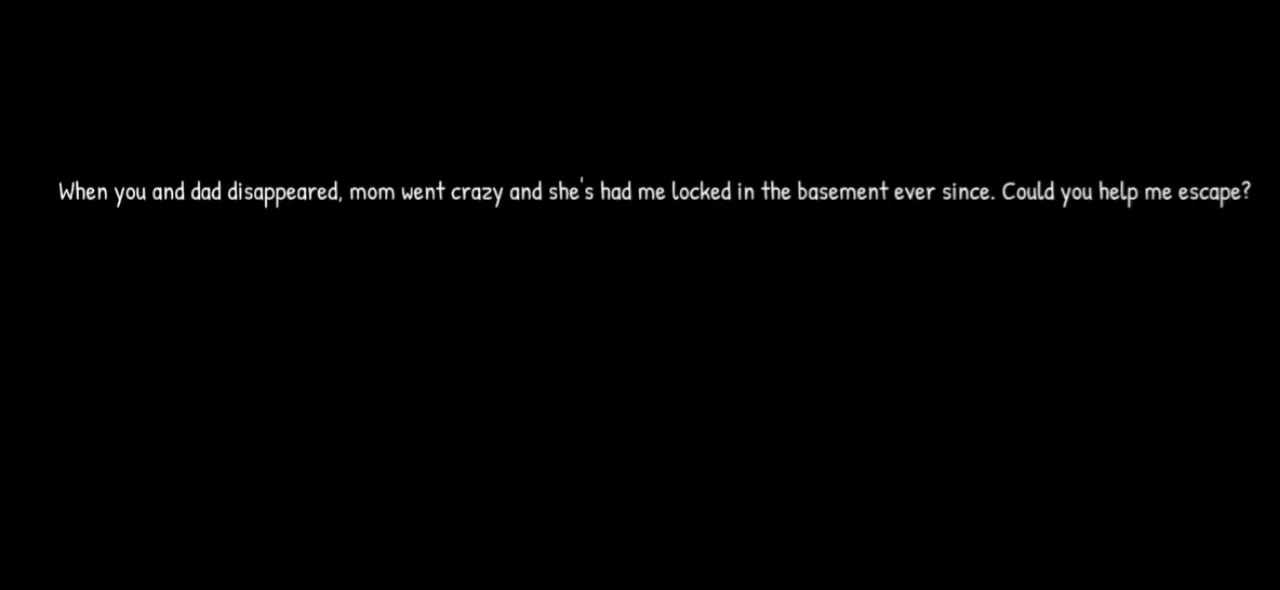 When you and dad disappeared, mom went crazy and she's had me locked in the basement ever since. Could you help me escape?